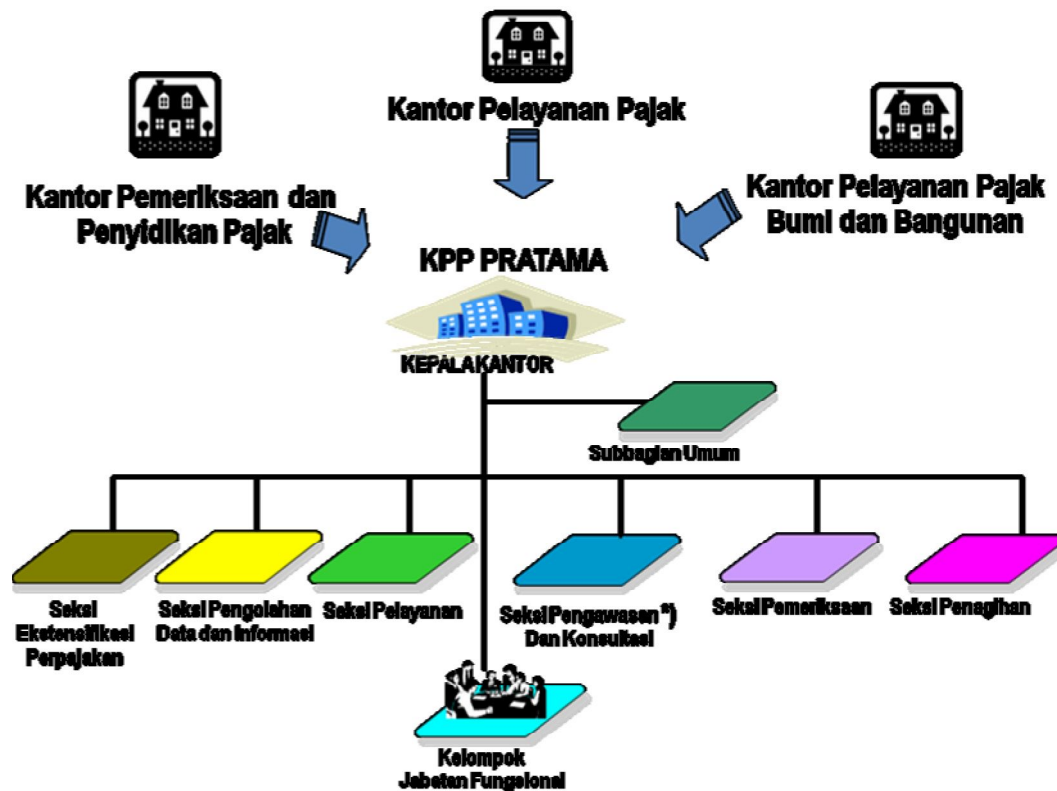 Kantor Pelayanan Pajak
Kantor Pemeriksaan dan
Penyidikan Pajak
Kantor Pelayanan Pajak
Bumi dan Bangunan
KPP PRATAMA
KEPALA KANTOR
Subbagian Umum
Seksi
Ekstensifikasi
Perpajakan
Seksi Pengolahan
Data dan Informasi
Seksi Pelayanan
Seksi Pengawasan *)
Dan Konsultasi
Seksi Pemeriksaan
Seksi Penagihan
Kelompok
Jabatan Fungsional